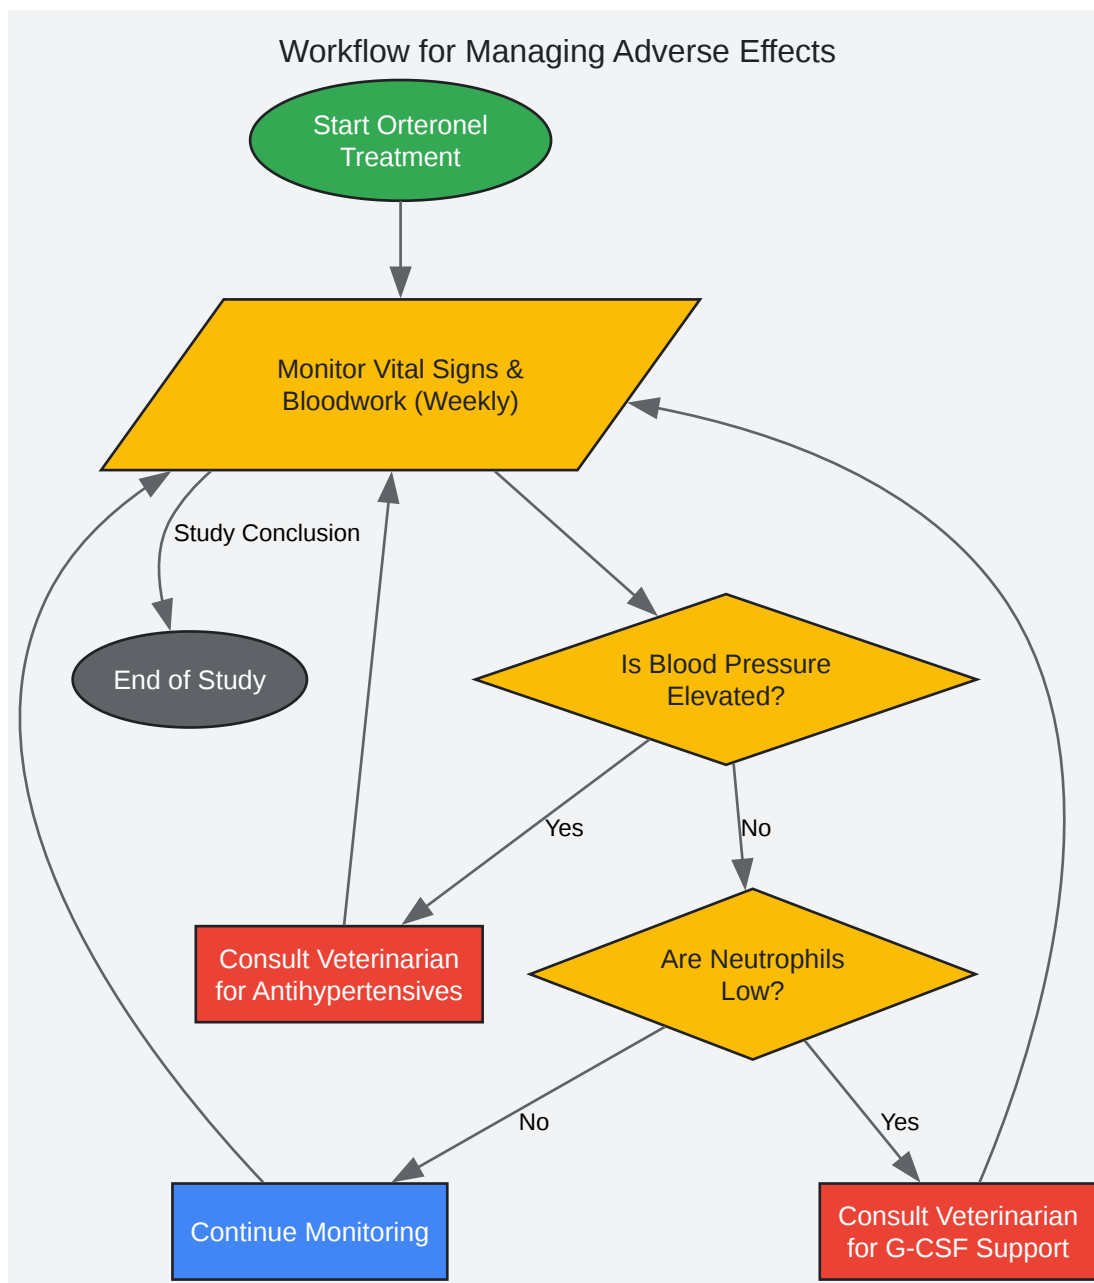 Workflow for Managing Adverse Effects
Start Orteronel
Treatment
Monitor Vital Signs &
Bloodwork (Weekly)
Study Conclusion
End of Study
Is Blood Pressure
Elevated?
Yes
No
Consult Veterinarian
for Antihypertensives
Are Neutrophils
Low?
No
Yes
Continue Monitoring
Consult Veterinarian
for G-CSF Support